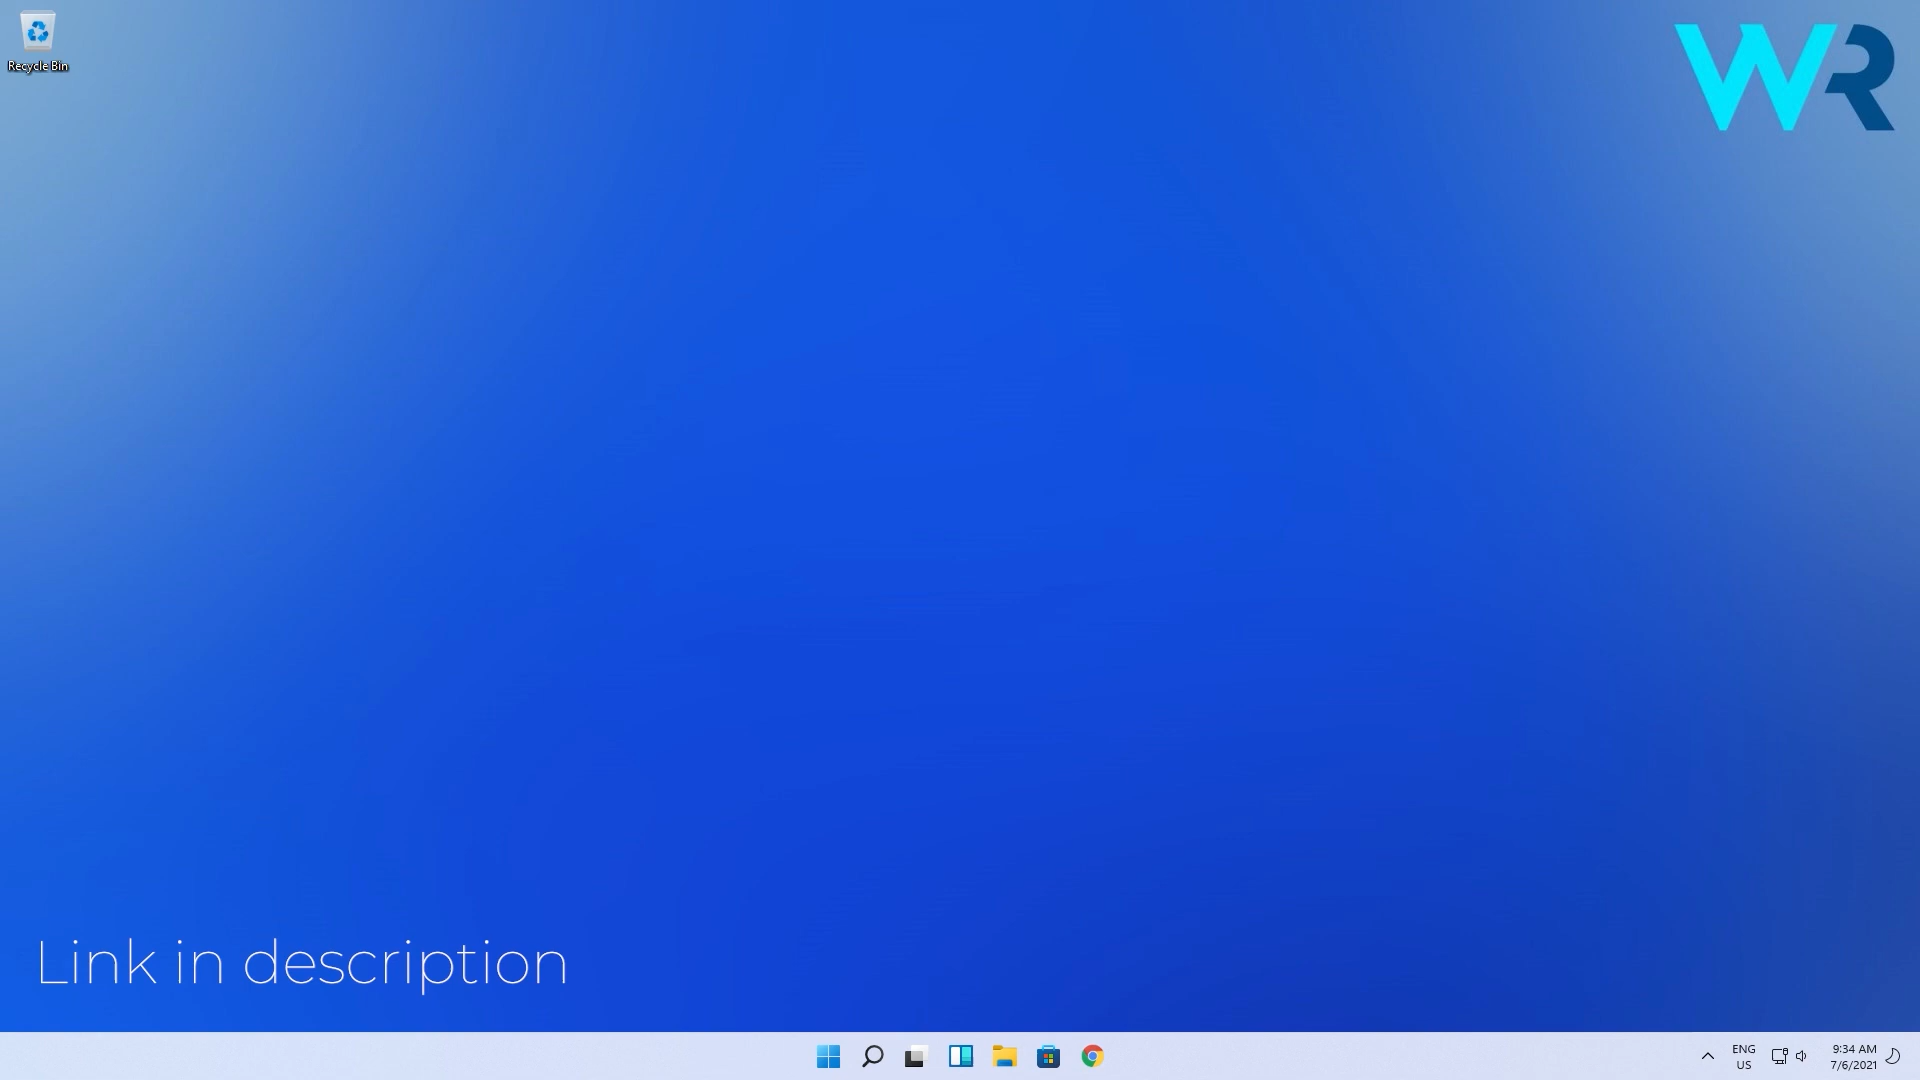 Recycle Bin
WR
Link in description
ENG
US
9:34 AM
7/6/2021